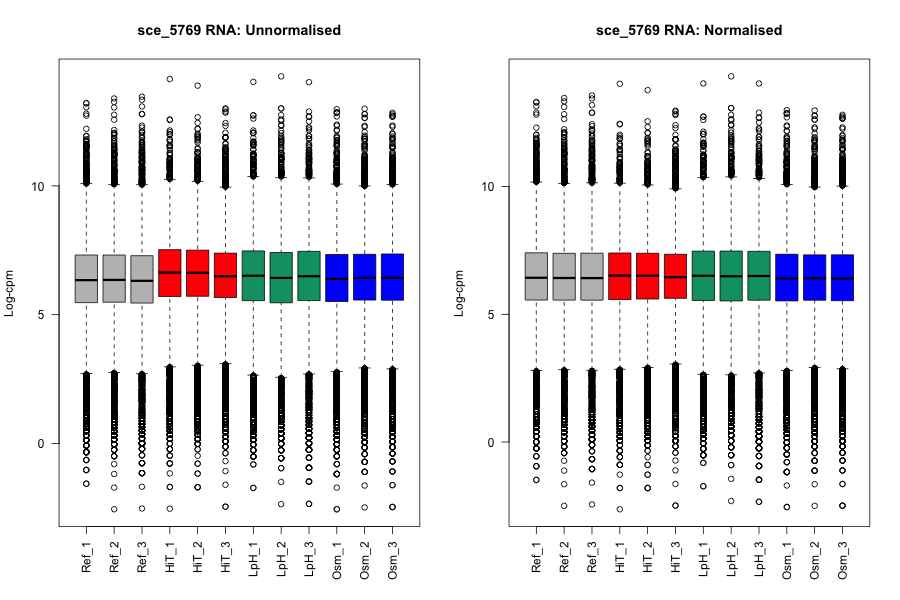 sce_5769 RNA: Unnormalised
Log-cpm
10
5
0
Ref_1
Ref_2
Ref_3
HiT_1
HiT_2
HiT_3
LpH_1
LpH_2
LpH_3
Osm_1
Osm_2
Osm_3
sce_5769 RNA: Normalised
Log-cpm
10
5
0
Ref_1
Ref_2
Ref_3
HiT_1
HiT_2
HiT_3
LpH_1
LpH_2
LpH_3
Osm_1
Osm_2
Osm_3